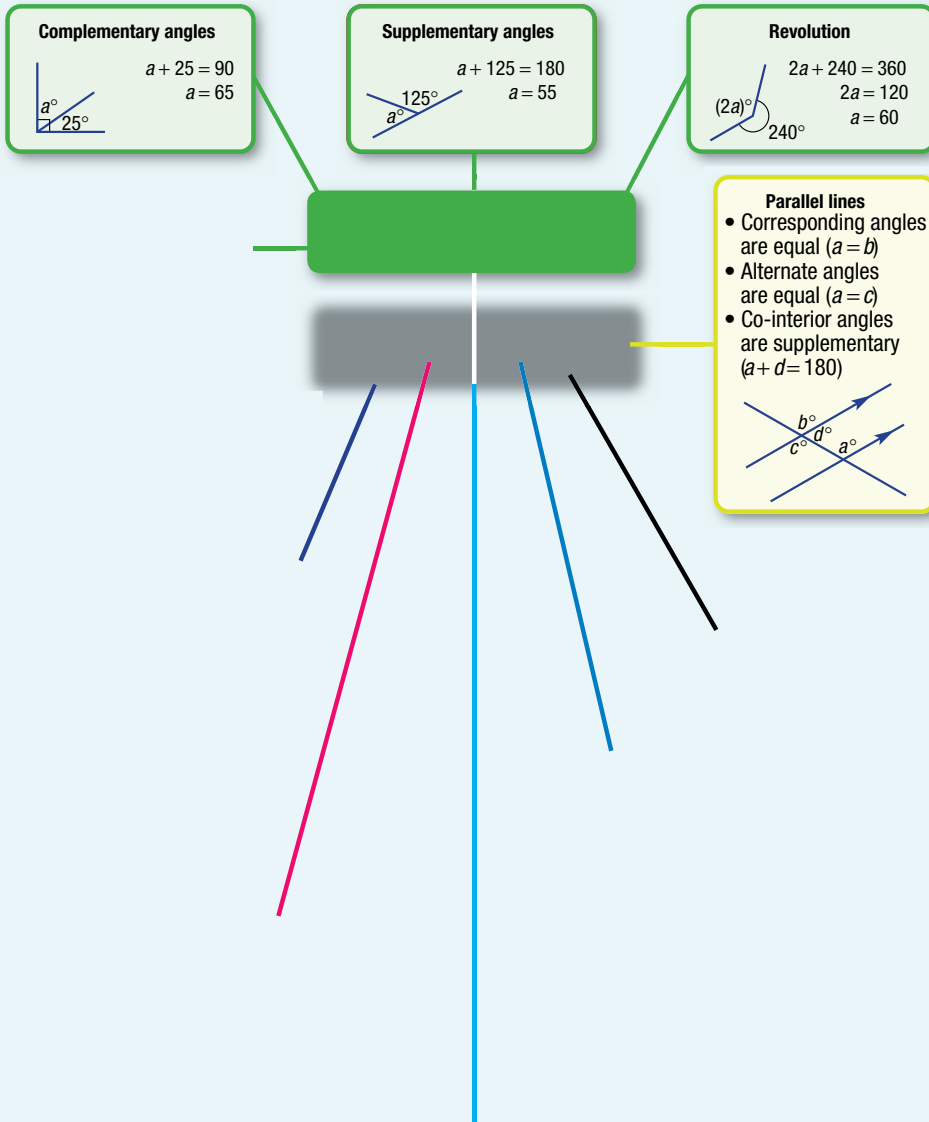 Complementary angles
a + 25 = 90
a = 65
a°
25°
Supplementary angles
a + 125 = 180
a = 55
125°
a°
Revolution
2a + 240 = 360
2a = 120
a = 60
(2a)°
240°
Parallel lines
• Corresponding angles
are equal (a = b)
• Alternate angles
are equal (a = c)
• Co-interior angles
are supplementary
(a + d = 180)
b°
d°
c°
a°